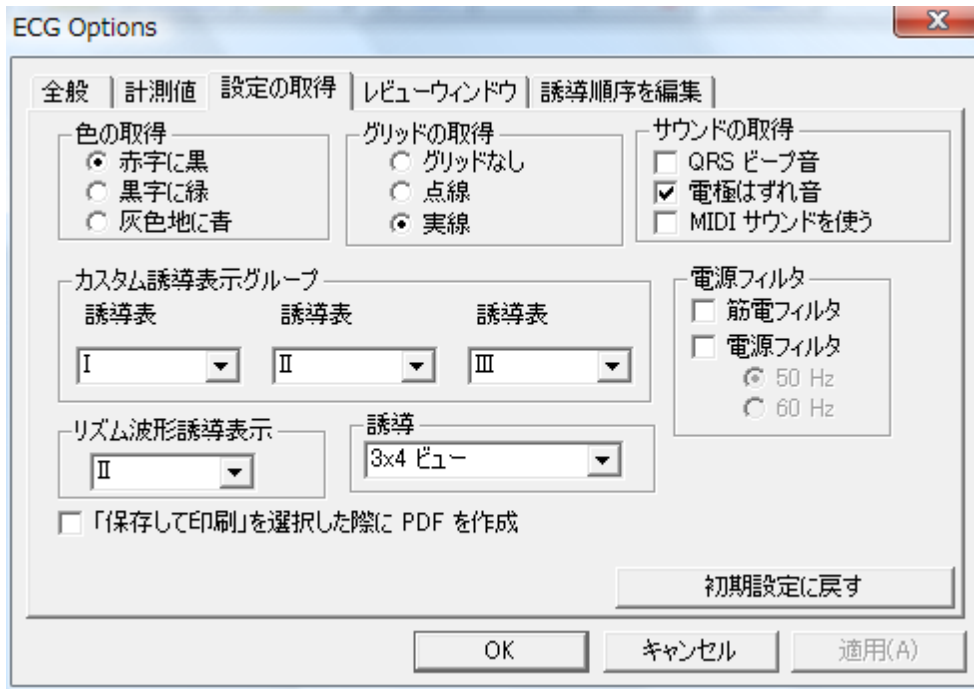 ECG Options
全般 計測値 設定の取得 レビューウィンドウ 誘導順序を編集
色の取得
赤字に黒
黒字に緑
灰色地に青
グリッドの取得
グリッドなし
点線
実線
サウンドの取得
QRS ビープ音
電極はずれ音
MIDI サウンドを使う
カスタム誘導表示グループ
誘導表 誘導表 誘導表
I II III
電源フィルタ
筋電フィルタ
電源フィルタ
50 Hz
60 Hz
リズム波形誘導表示
II
誘導
3x4 ビュー
「保存して印刷」を選択した際に PDF を作成
初期設定に戻す
OK キャンセル 適用(A)